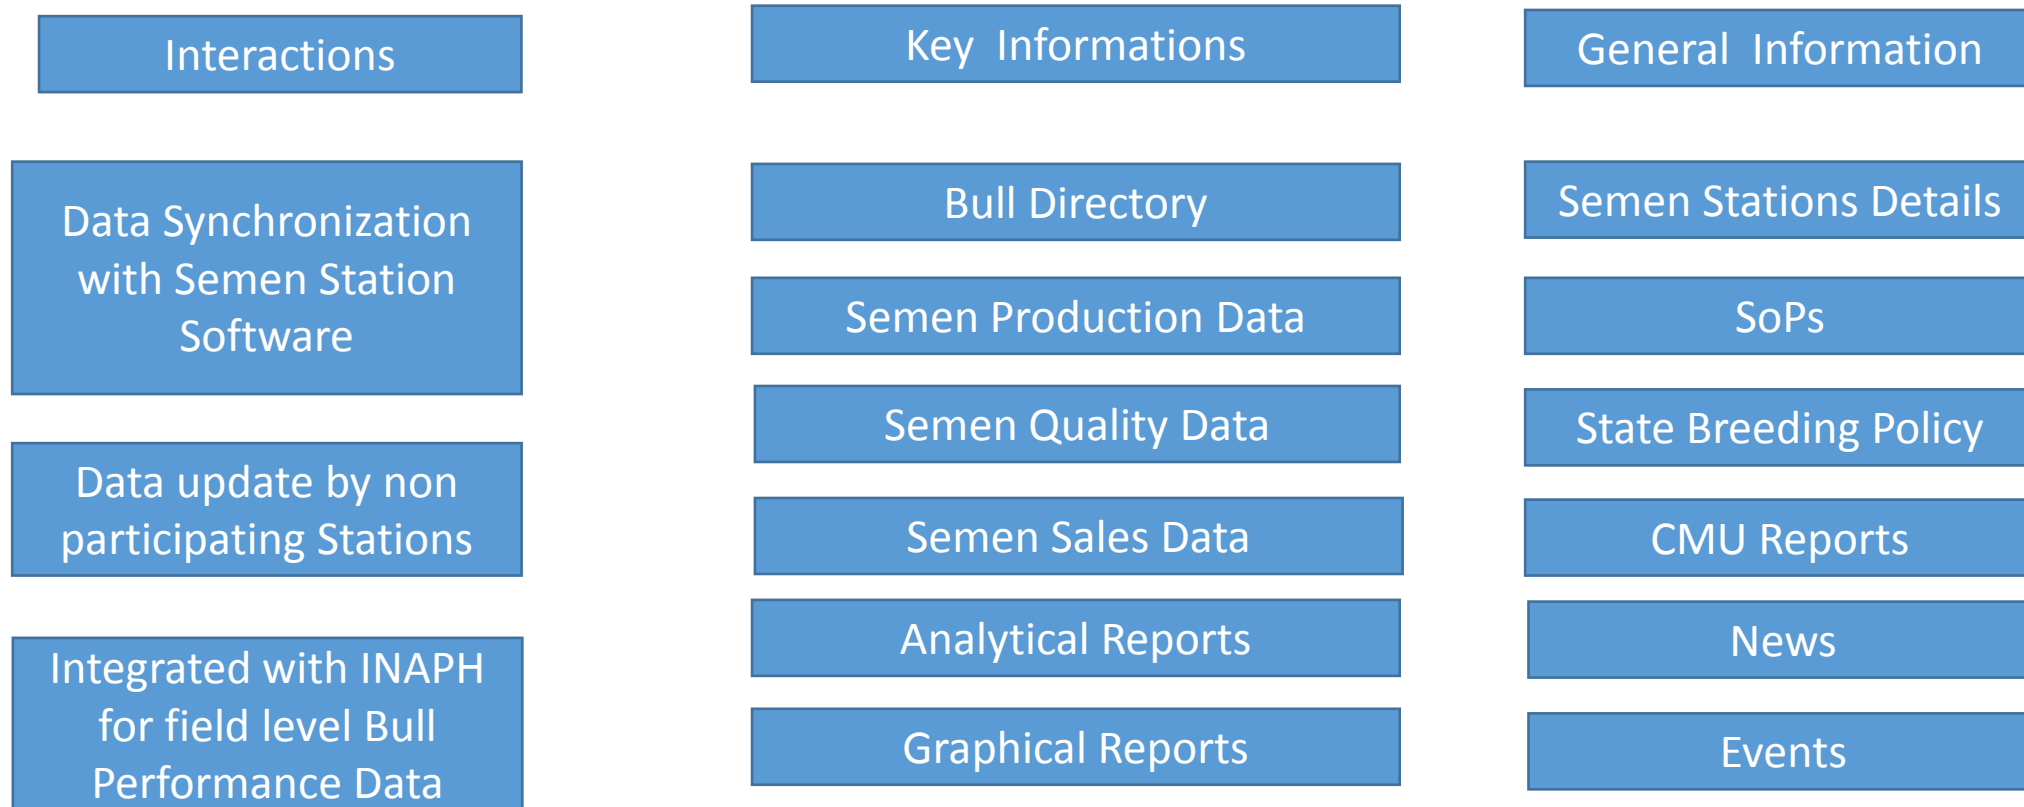 Interactions
Data Synchronization
with Semen Station
Software
Data update by non
participating Stations
Integrated with INAPH
for field level Bull
Performance Data
Key Informations
Bull Directory
Semen Production Data
Semen Quality Data
Semen Sales Data
Analytical Reports
Graphical Reports
General Information
Semen Stations Details
SoPs
State Breeding Policy
CMU Reports
News
Events